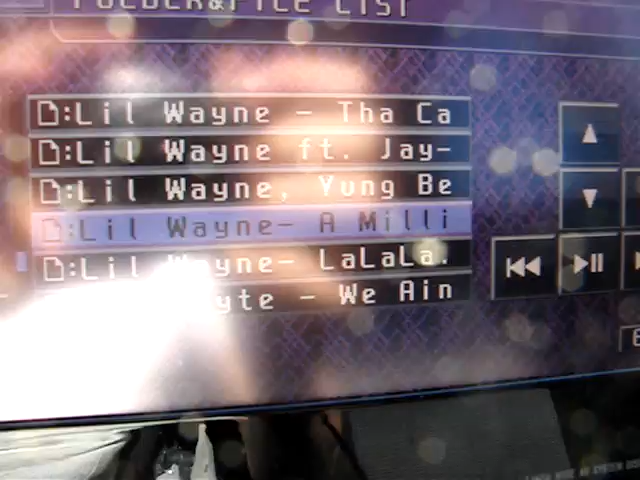 FOLDER&FILE LIST
D:Lil Wayne - Tha Ca
D:Lil Wayne ft. Jay-
D:Lil Wayne, Yung Be
D:Lil Wayne- A Milli
D:Lil Wayne- LaLaLa.
yte - We Ain